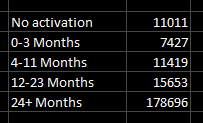 No activation 11011
0-3 Months 7427
4-11 Months 11419
12-23 Months 15653
24+ Months 178696